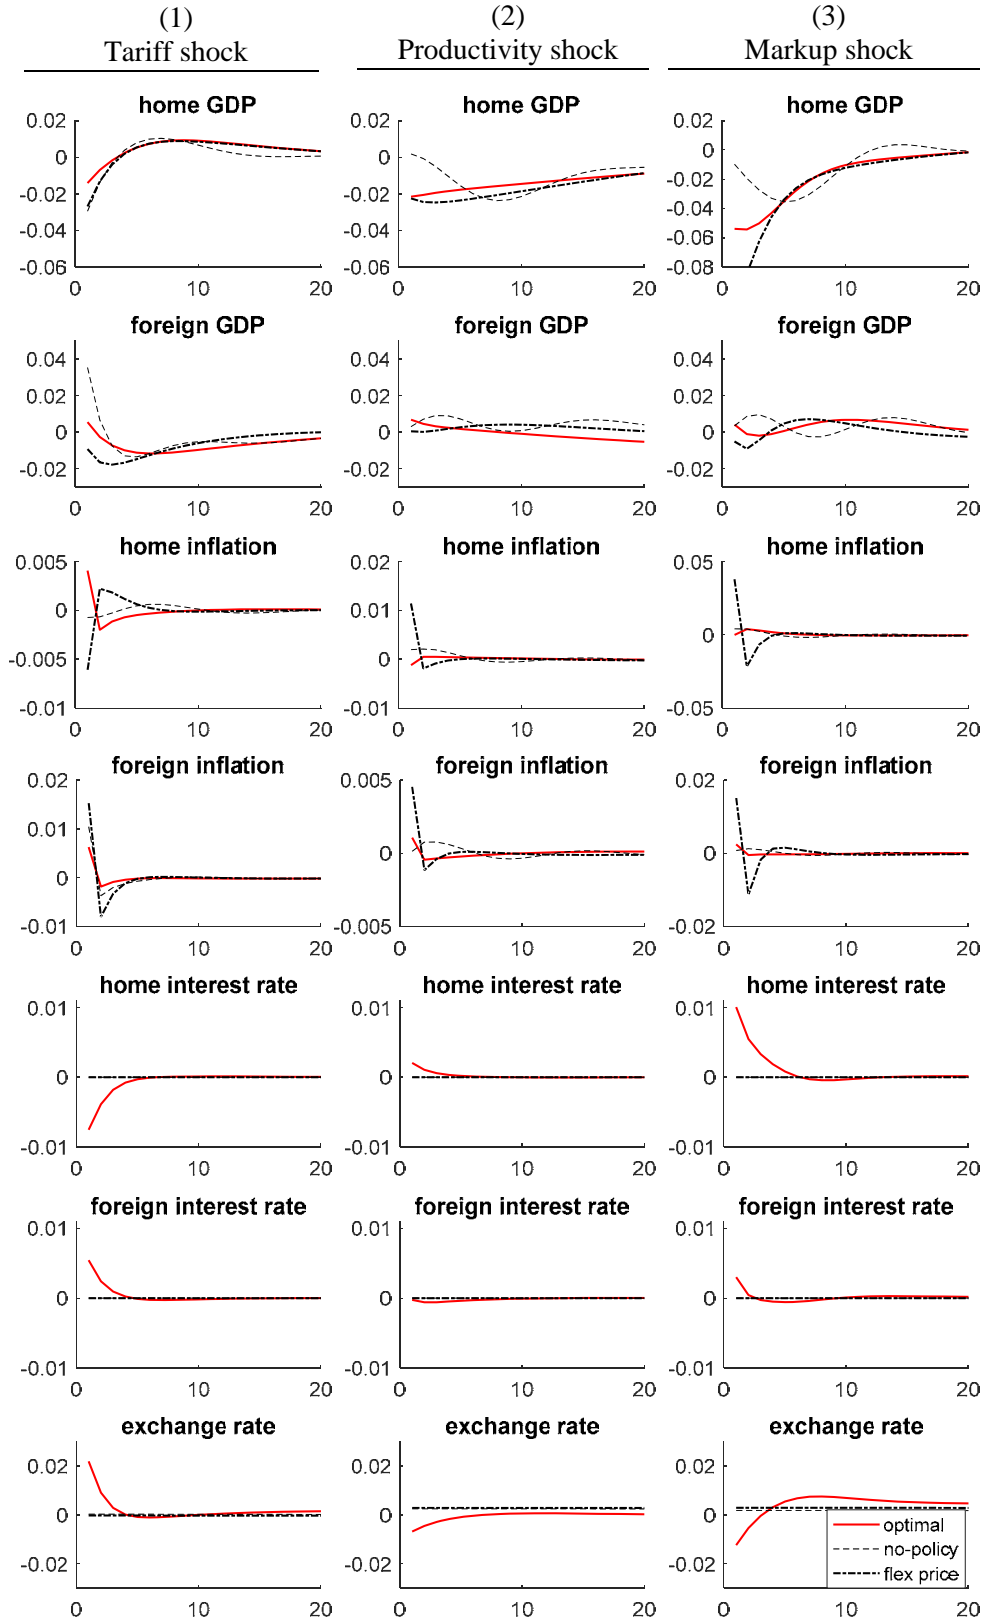 (1) (2) (3)
Tariff shock Productivity shock Markup shock
home GDP home GDP home GDP
0.02 0.02 0.02
0 0 0
-0.02 -0.02 -0.02
-0.04 -0.04 -0.04
-0.06
-0.06 -0.06 -0.08
0 10 20 0 10 20 0 10 20
foreign GDP foreign GDP foreign GDP
0.04 0.04 0.04
0.02 0.02 0.02
0 0 0
-0.02 -0.02 -0.02
0 10 20 0 10 20 0 10 20
home inflation home inflation home inflation
0.005 0.02 0.05
0 0.01 0
-0.005 0
-0.01 -0.01 -0.05
0 10 20 0 10 20 0 10 20
foreign inflation foreign inflation foreign inflation
0.02 0.005 0.02
0.01 0 0
0
-0.01 -0.005 -0.02
0 10 20 0 10 20 0 10 20
home interest rate home interest rate home interest rate
0.01 0.01 0.01
0 0 0
-0.01 -0.01 -0.01
0 10 20 0 10 20 0 10 20
foreign interest rate foreign interest rate foreign interest rate
0.01 0.01 0.01
0 0 0
-0.01 -0.01 -0.01
0 10 20 0 10 20 0 10 20
exchange rate exchange rate exchange rate
0.02 0.02 0.02
0 0 0
-0.02 -0.02 -0.02
0 10 20 0 10 20 0 10 20
optimal
no-policy
flex price